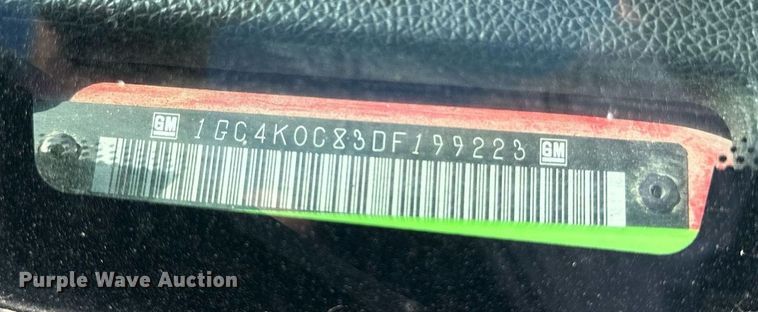 GM 1GC4K0C83DF199223 GM
Purple Wave Auction